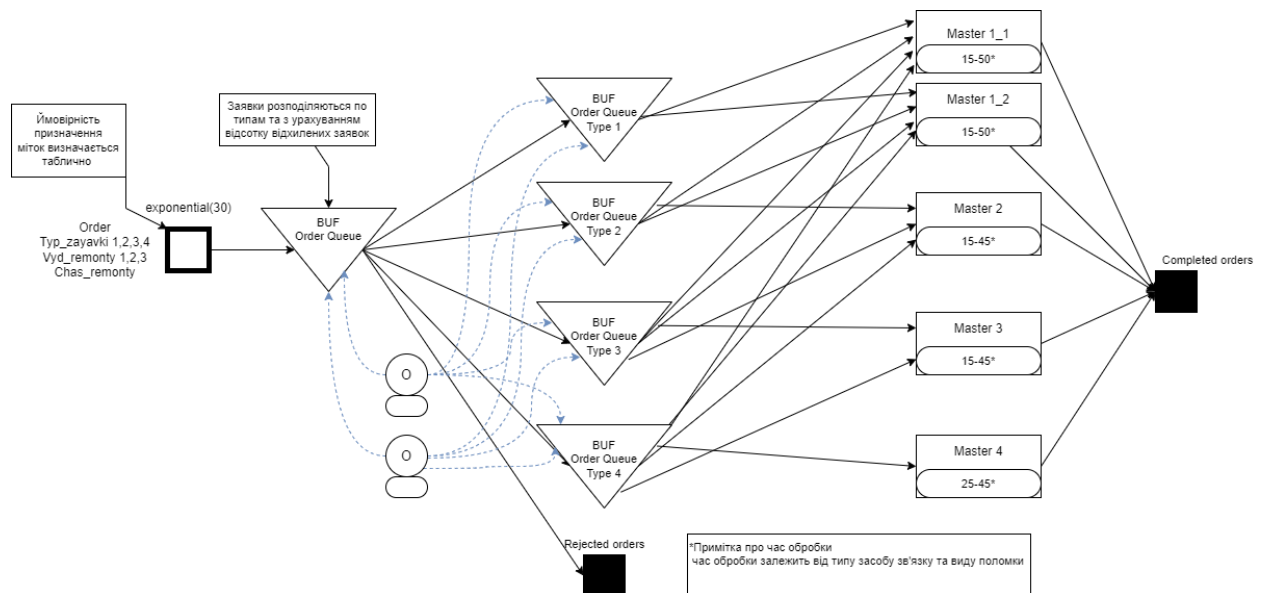 Ймовірність
призначення
міток визначається
таблично
Заявки розподіляються по
типам та з урахуванням
відсотку відхилених заявок
exponential(30)
Order
Typ_zayavki 1,2,3,4
Vyd_remonty 1,2,3
Chas_remonty
BUF
Order Queue
BUF
Order Queue
Type 1
BUF
Order Queue
Type 2
BUF
Order Queue
Type 3
BUF
Order Queue
Type 4
O
O
Master 1_1
15-50*
Master 1_2
15-50*
Master 2
15-45*
Master 3
15-45*
Master 4
25-45*
Completed orders
Rejected orders
*Примітка про час обробки
час обробки залежить від типу засобу зв'язку та виду поломки